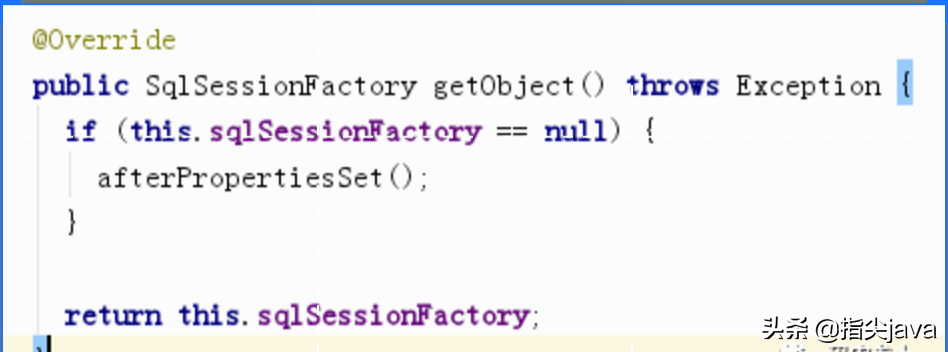 @Override
public SqlSessionFactory getObject() throws Exception {
if (this.sqlSessionFactory == null) {
afterPropertiesSet();
}
return this.sqlSessionFactory;
}
头条 @指尖java